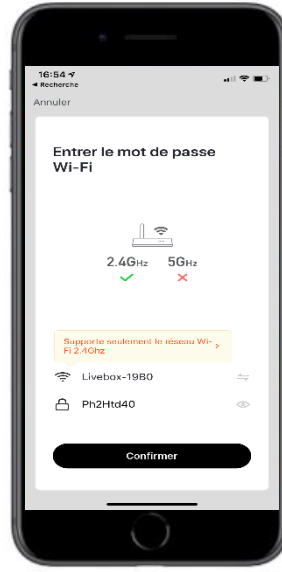 16:54
◀ Recherche
Annuler
Entrer le mot de passe
Wi-Fi
2.4GHz 5GHz
Supporte seulement le réseau Wi-
Fi 2.4Ghz
Livebox-19B0
Ph2Htd40
Confirmer